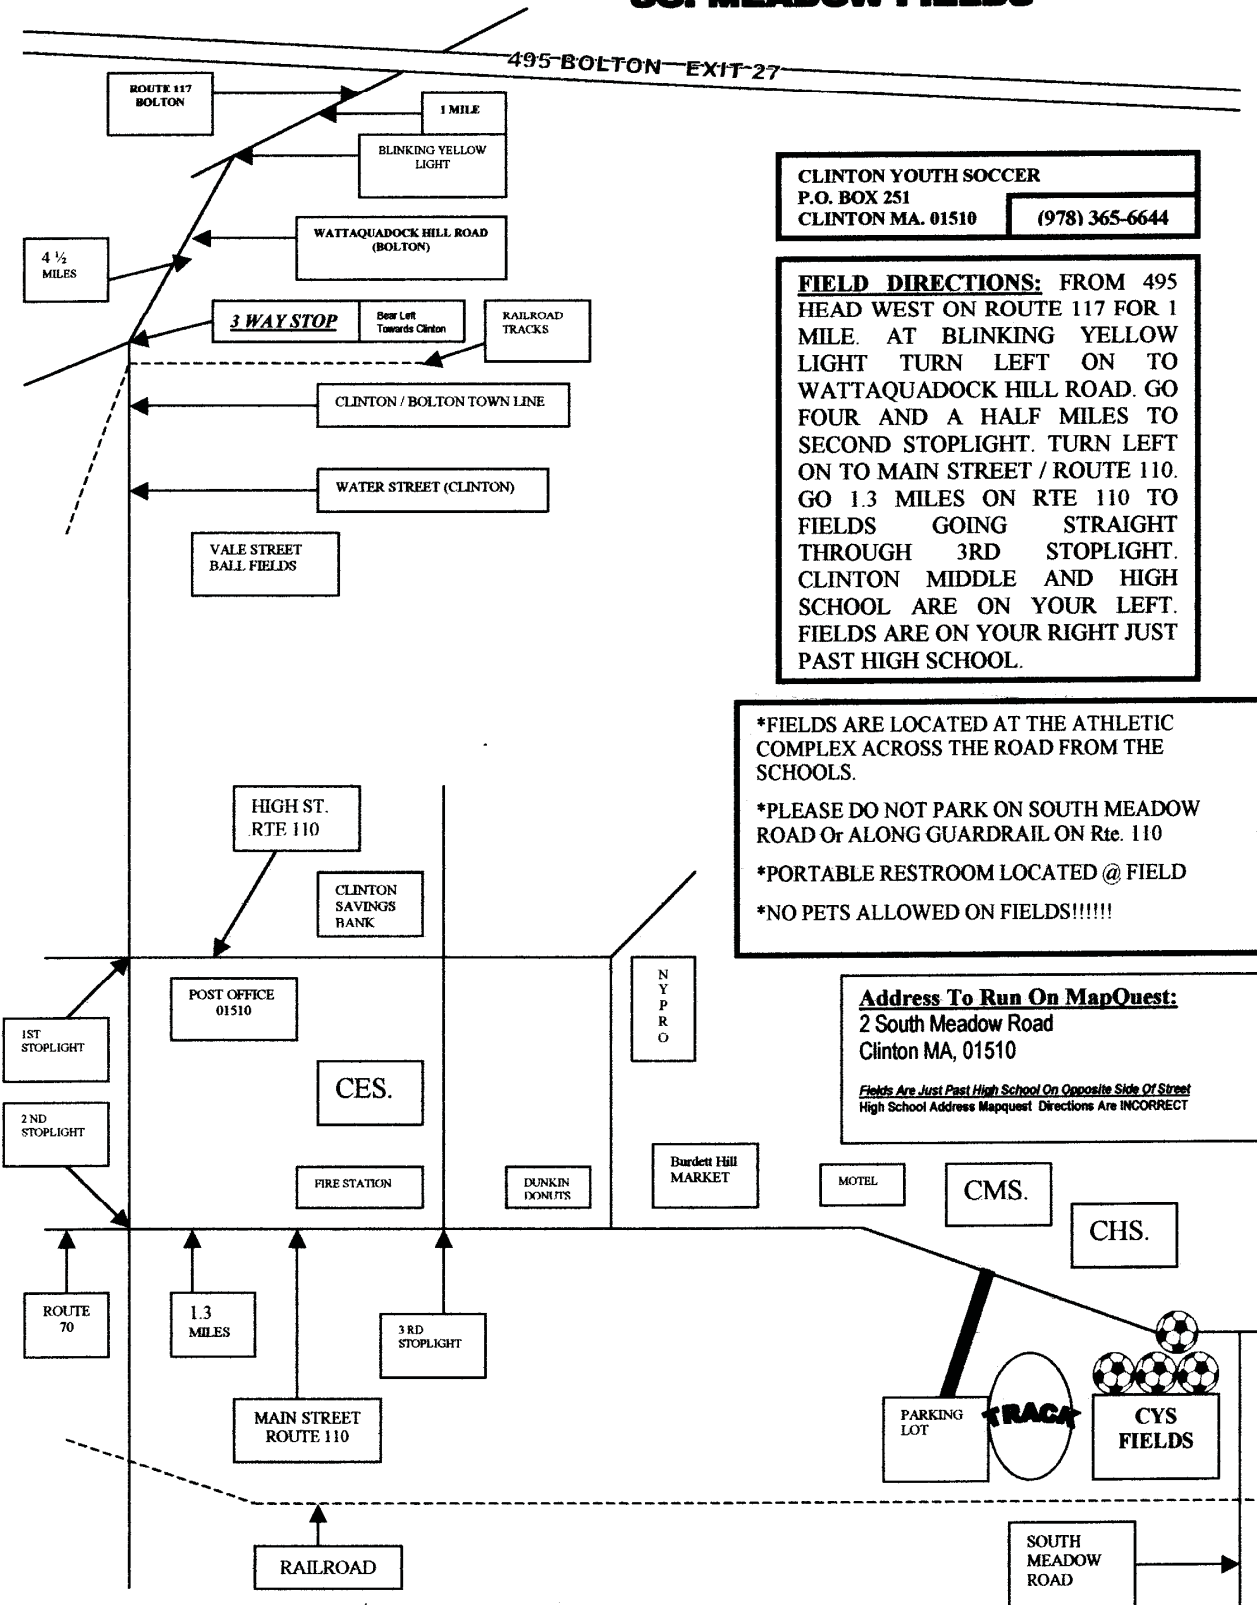 SO. MEADOW FIELDS
495 BOLTON EXIT 27
ROUTE 117
BOLTON
1 MILE
BLINKING YELLOW
LIGHT
CLINTON YOUTH SOCCER
P.O. BOX 251
CLINTON MA. 01510
(978) 365-6644
WATTAQUADOCK HILL ROAD
(BOLTON)
4 ½
MILES
3 WAY STOP
Bear Left
Towards Clinton
RAILROAD
TRACKS
CLINTON / BOLTON TOWN LINE
WATER STREET (CLINTON)
VALE STREET
BALL FIELDS
FIELD DIRECTIONS: FROM 495
HEAD WEST ON ROUTE 117 FOR 1
MILE. AT BLINKING YELLOW
LIGHT TURN LEFT ON TO
WATTAQUADOCK HILL ROAD. GO
FOUR AND A HALF MILES TO
SECOND STOPLIGHT. TURN LEFT
ON TO MAIN STREET / ROUTE 110.
GO 1.3 MILES ON RTE 110 TO
FIELDS GOING STRAIGHT
THROUGH 3RD STOPLIGHT.
CLINTON MIDDLE AND HIGH
SCHOOL ARE ON YOUR LEFT.
FIELDS ARE ON YOUR RIGHT JUST
PAST HIGH SCHOOL.
*FIELDS ARE LOCATED AT THE ATHLETIC
COMPLEX ACROSS THE ROAD FROM THE
SCHOOLS.
*PLEASE DO NOT PARK ON SOUTH MEADOW
ROAD Or ALONG GUARDRAIL ON Rte. 110
*PORTABLE RESTROOM LOCATED @ FIELD
*NO PETS ALLOWED ON FIELDS!!!!!!
HIGH ST.
RTE 110
CLINTON
SAVINGS
BANK
POST OFFICE
01510
N
Y
P
R
O
Address To Run On MapQuest:
2 South Meadow Road
Clinton MA, 01510
Fields Are Just Past High School On Opposite Side Of Street
High School Address Mapquest Directions Are INCORRECT
1ST
STOPLIGHT
CES.
2 ND
STOPLIGHT
FIRE STATION
DUNKIN
DONUTS
Burdett Hill
MARKET
MOTEL
CMS.
CHS.
ROUTE
70
1.3
MILES
3 RD
STOPLIGHT
MAIN STREET
ROUTE 110
PARKING
LOT
TRACK
CYS
FIELDS
RAILROAD
SOUTH
MEADOW
ROAD